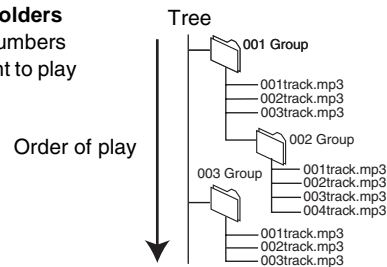 olders
umbers
nt to play
Tree
001 Group
001track.mp3
002track.mp3
003track.mp3
Order of play
002 Group
003 Group
001track.mp3
002track.mp3
003track.mp3
004track.mp3
001track.mp3
002track.mp3
003track.mp3